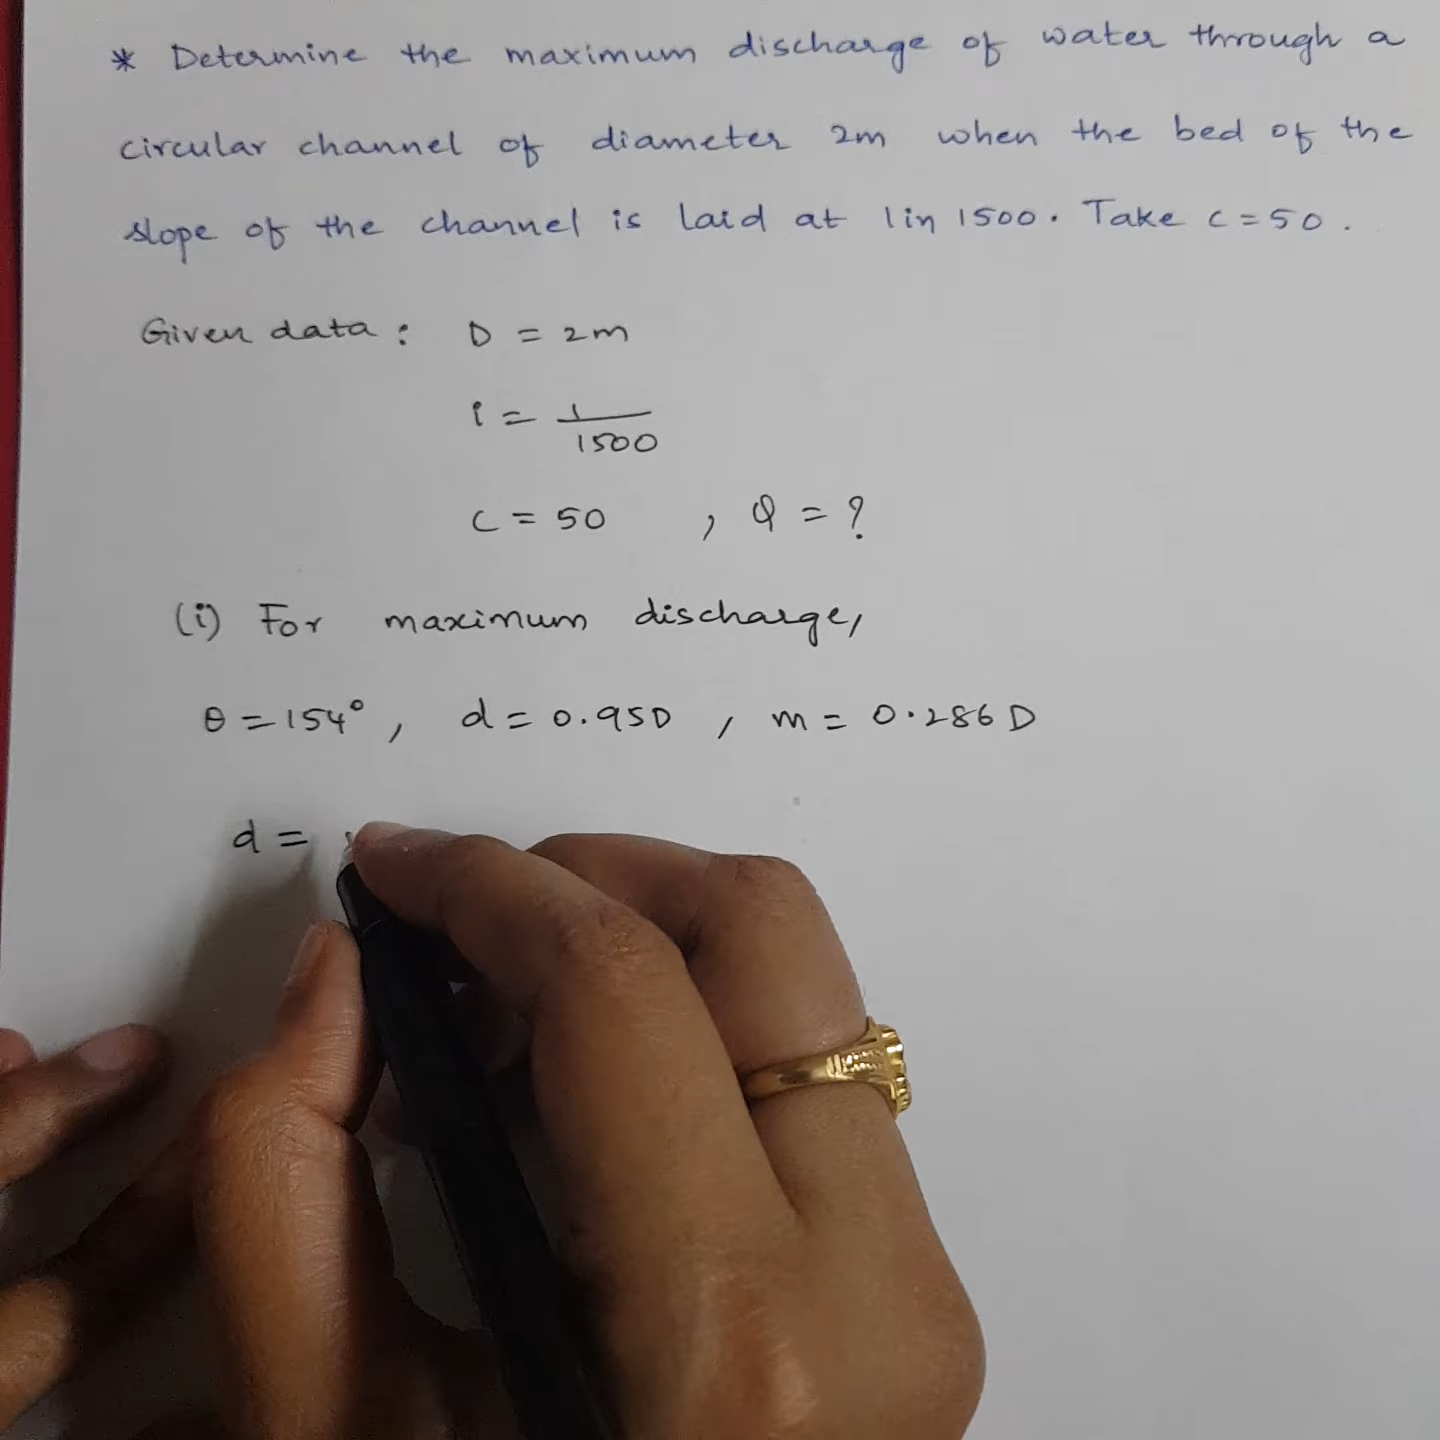 * Determine the maximum discharge of water through a
circular channel of diameter 2m when the bed of the
slope of the channel is laid at 1 in 1500. Take C = 50.
Given data : D = 2m
i = 1/1500
C = 50 , Q = ?
(i) For maximum discharge,
θ = 154° , d = 0.95D , m = 0.286 D
d =